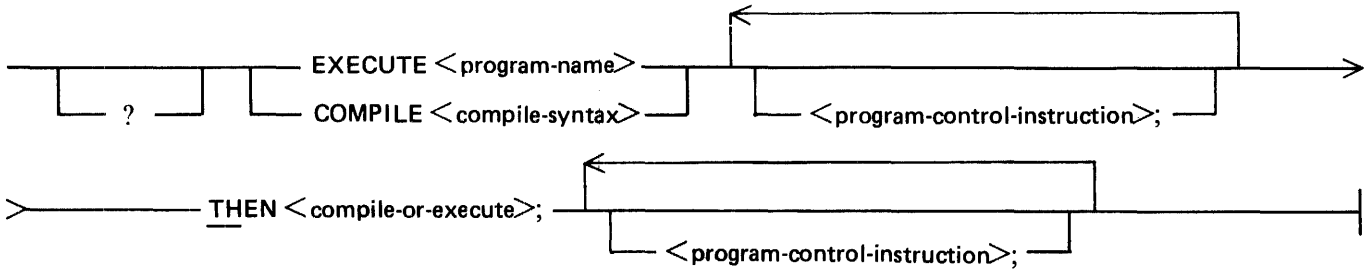 EXECUTE <program-name>
? COMPILE <compile-syntax> <program-control-instruction>;
THEN <compile-or-execute>;
<program-control-instruction>;